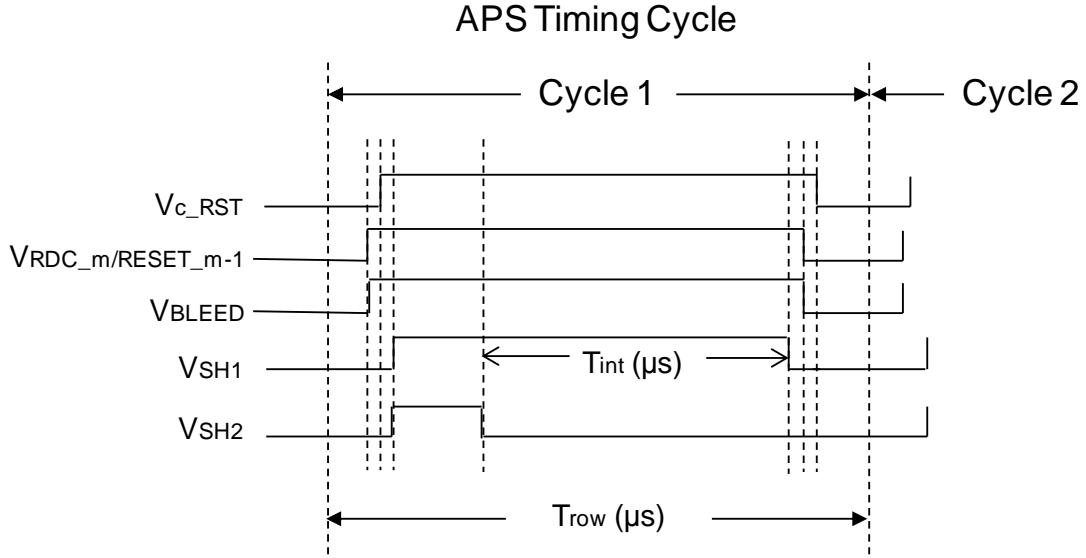 APS Timing Cycle
Cycle 1
Cycle 2
Vc_RST
VRDC_m/RESET_m-1
VBLEED
VSH1
Tint (µs)
VSH2
Trow (µs)